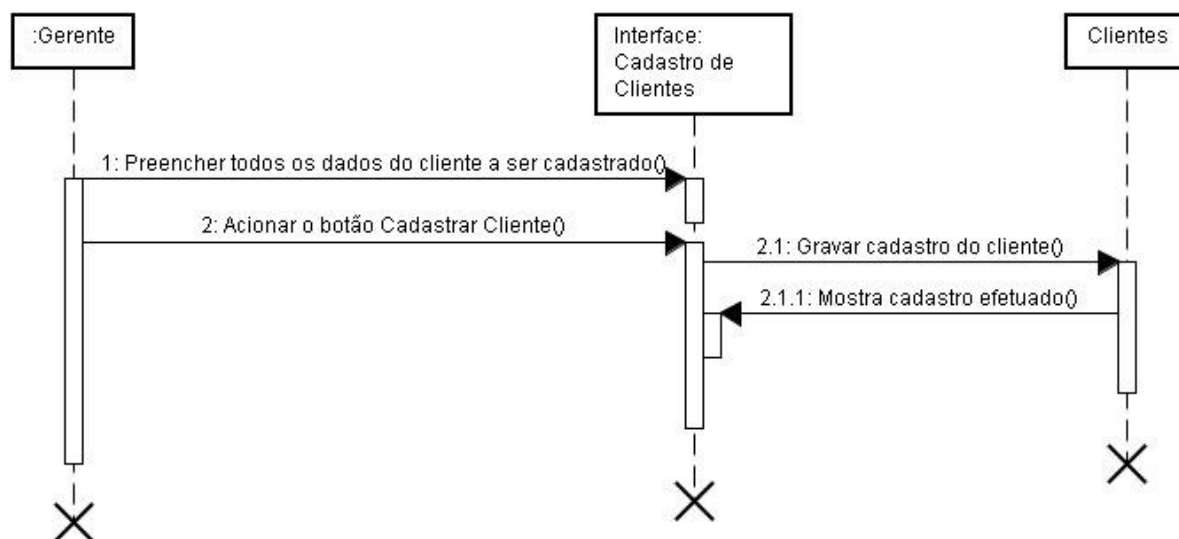 :Gerente
Interface:
Cadastro de
Clientes
Clientes
1: Preencher todos os dados do cliente a ser cadastrado()
2: Acionar o botão Cadastrar Cliente()
2.1: Gravar cadastro do cliente()
2.1.1: Mostra cadastro efetuado()